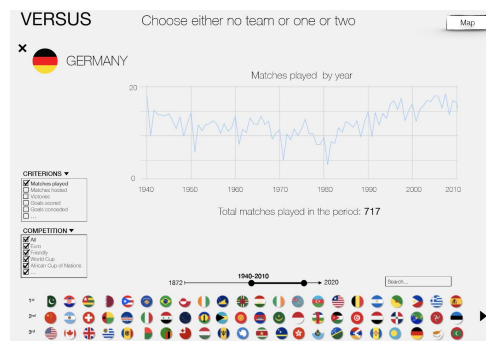 VERSUS
Choose either no team or one or two
Map
×
GERMANY
Matches played by year
20
0
1940
1950
1960
1970
1980
1990
2000
2010
Total matches played in the period: 717
CRITERIONS ▼
Matches played
Matches hosted
Victories
Goals scored
Goals conceded
...
COMPETITION ▼
All
Euro
Friendly
World Cup
African Cup of Nations
...
1940-2010
1872
2020
Search...
1st
2nd
3rd